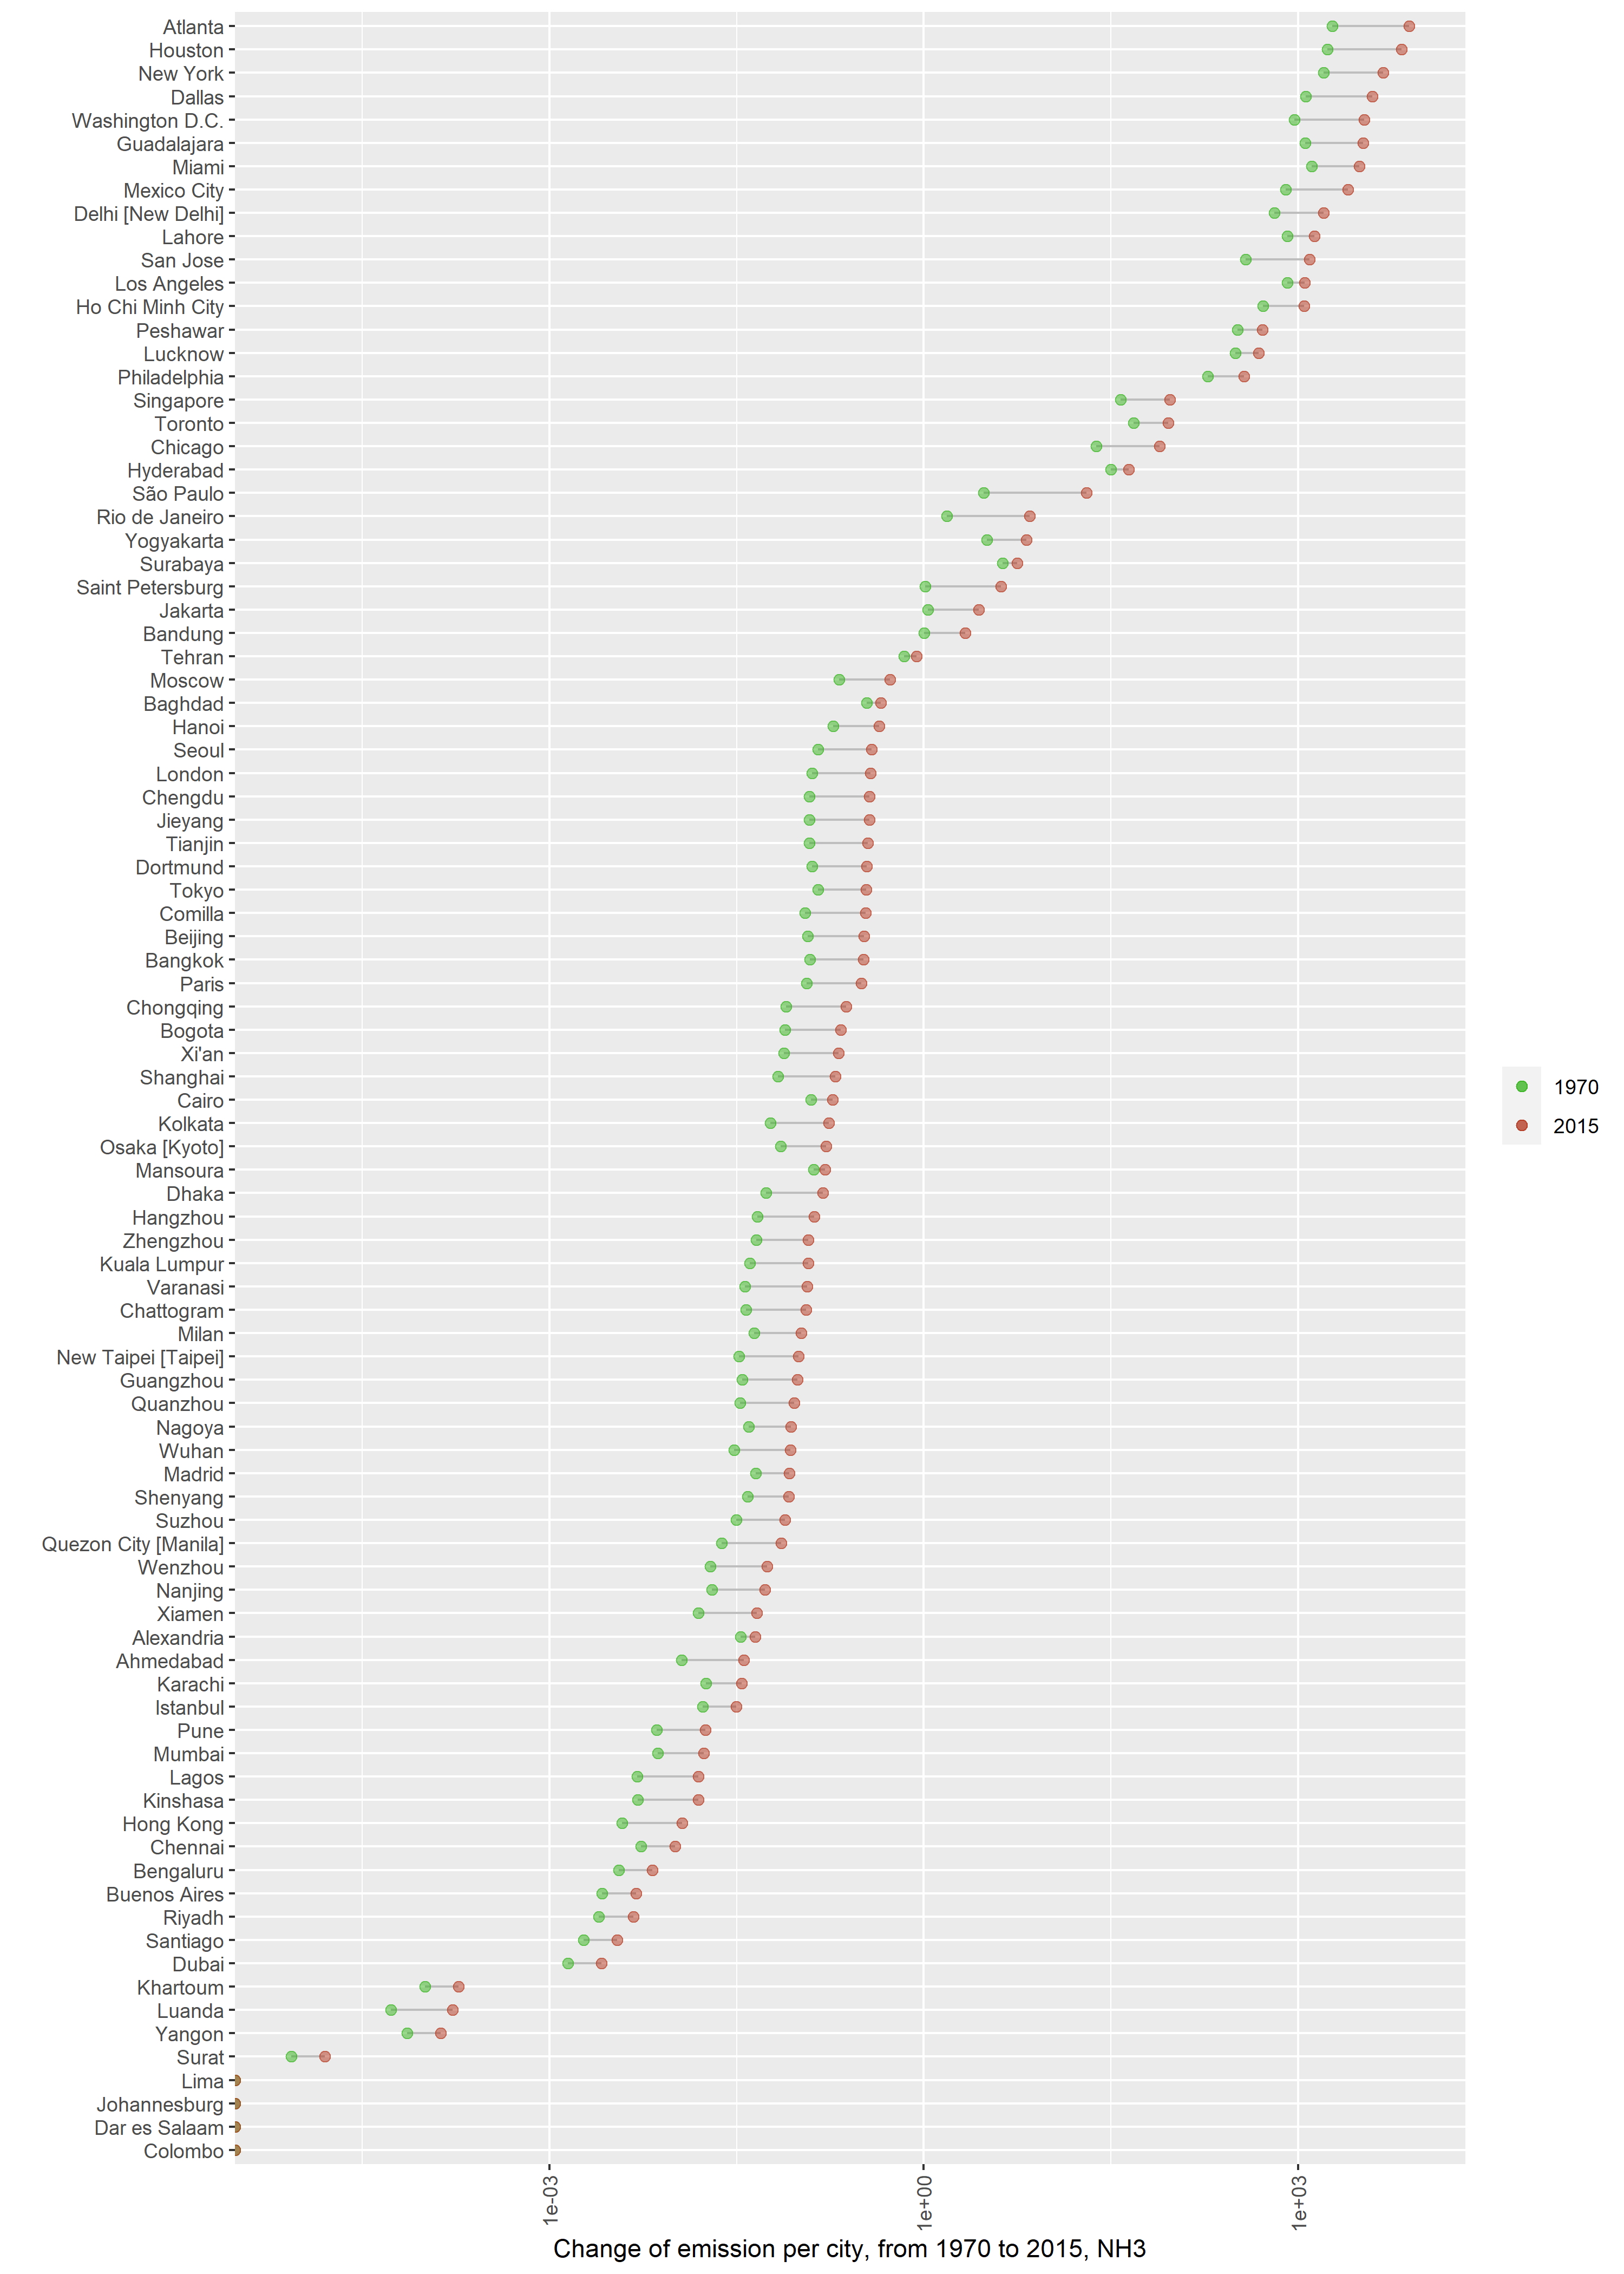 Atlanta
Houston
New York
Dallas
Washington D.C.
Guadalajara
Miami
Mexico City
Delhi [New Delhi]
Lahore
San Jose
Los Angeles
Ho Chi Minh City
Peshawar
Lucknow
Philadelphia
Singapore
Toronto
Chicago
Hyderabad
São Paulo
Rio de Janeiro
Yogyakarta
Surabaya
Saint Petersburg
Jakarta
Bandung
Tehran
Moscow
Baghdad
Hanoi
Seoul
London
Chengdu
Jieyang
Tianjin
Dortmund
Tokyo
Comilla
Beijing
Bangkok
Paris
Chongqing
Bogota
Xi'an
Shanghai
Cairo
Kolkata
Osaka [Kyoto]
Mansoura
Dhaka
Hangzhou
Zhengzhou
Kuala Lumpur
Varanasi
Chattogram
Milan
New Taipei [Taipei]
Guangzhou
Quanzhou
Nagoya
Wuhan
Madrid
Shenyang
Suzhou
Quezon City [Manila]
Wenzhou
Nanjing
Xiamen
Alexandria
Ahmedabad
Karachi
Istanbul
Pune
Mumbai
Lagos
Kinshasa
Hong Kong
Chennai
Bengaluru
Buenos Aires
Riyadh
Santiago
Dubai
Khartoum
Luanda
Yangon
Surat
Lima
Johannesburg
Dar es Salaam
Colombo
1e-03
1e+00
1e+03
Change of emission per city, from 1970 to 2015, NH3
1970
2015